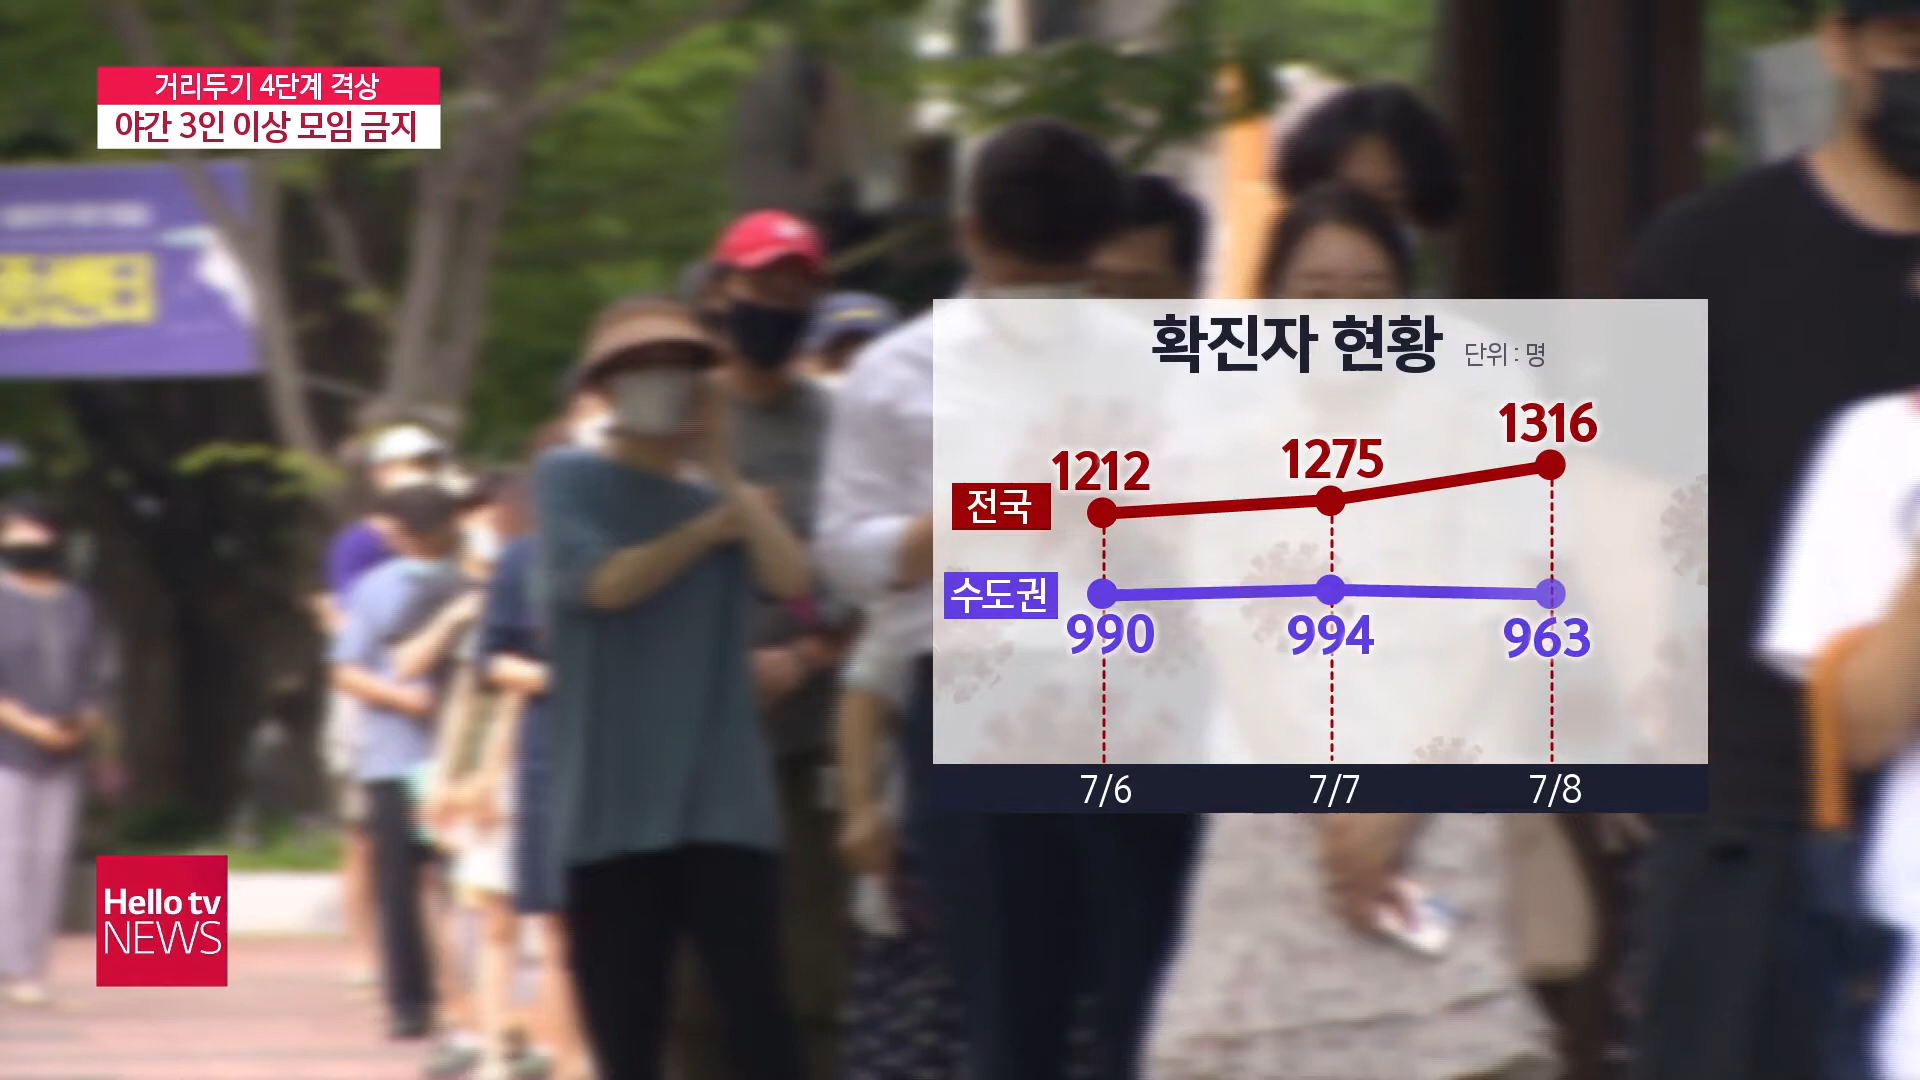 거리두기 4단계 격상
야간 3인 이상 모임 금지
확진자 현황 단위 : 명
전국 1212 1275 1316
수도권 990 994 963
7/6 7/7 7/8
Hello tv
NEWS